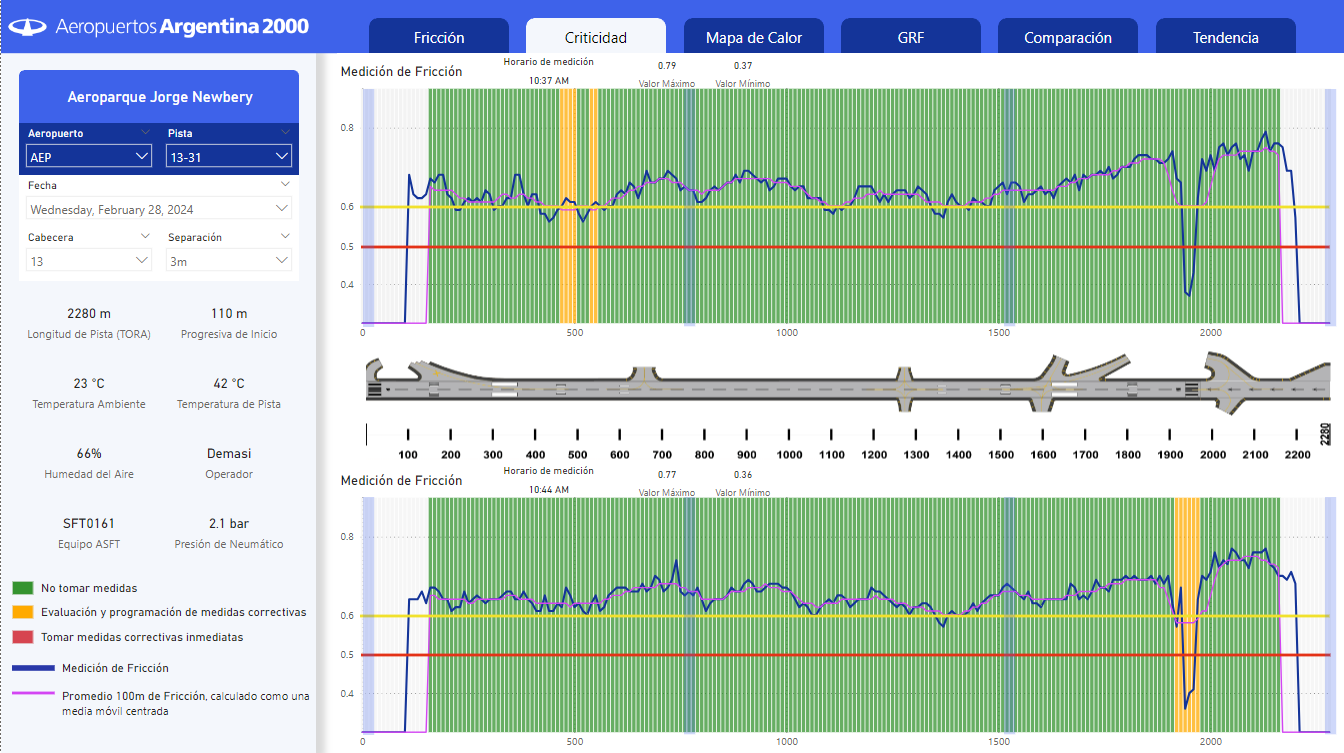 Aeropuertos Argentina 2000
Fricción
Criticidad
Mapa de Calor
GRF
Comparación
Tendencia
Aeroparque Jorge Newbery
Aeropuerto
Pista
AEP
13-31
Fecha
Wednesday, February 28, 2024
Cabecera
Separación
13
3m
2280 m
110 m
Longitud de Pista (TORA)
Progresiva de Inicio
23 °C
42 °C
Temperatura Ambiente
Temperatura de Pista
66%
Demasi
Humedad del Aire
Operador
SFT0161
2.1 bar
Equipo ASFT
Presión de Neumático
No tomar medidas
Evaluación y programación de medidas correctivas
Tomar medidas correctivas inmediatas
Medición de Fricción
Promedio 100m de Fricción, calculado como una
media móvil centrada
Medición de Fricción
Horario de medición
10:37 AM
0.79
Valor Máximo
0.37
Valor Mínimo
0.8
0.6
0.5
0.4
0 500 1000 1500 2000
100 200 300 400 500 600 700 800 900 1000 1100 1200 1300 1400 1500 1600 1700 1800 1900 2000 2100 2200 2280
Medición de Fricción
Horario de medición
10:44 AM
0.77
Valor Máximo
0.36
Valor Mínimo
0.8
0.6
0.5
0.4
0 500 1000 1500 2000